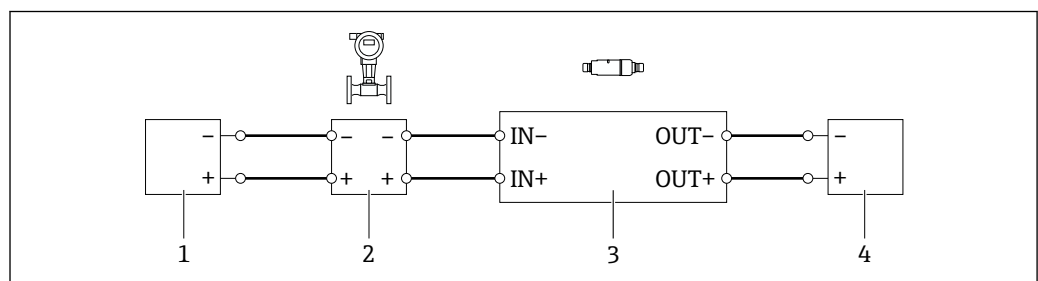 − − − IN− OUT− −
+ + + IN+ OUT+ +
1 2 3 4